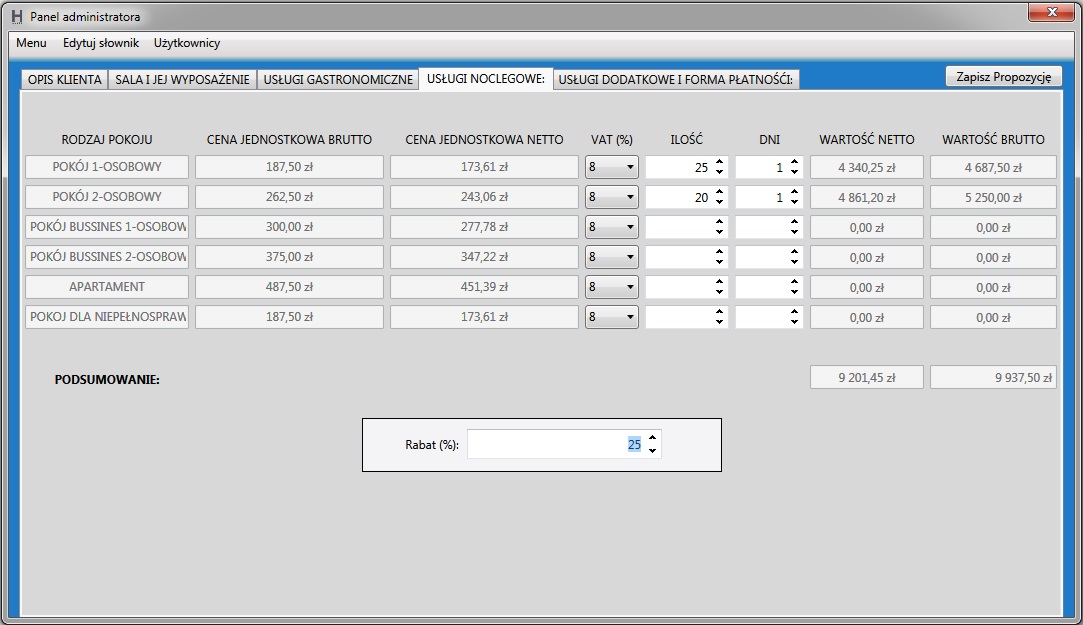 H Panel administratora
Menu Edytuj słownik Użytkownicy
OPIS KLIENTA SALA I JEJ WYPOSAŻENIE USŁUGI GASTRONOMICZNE USŁUGI NOCLEGOWE: USŁUGI DODATKOWE I FORMA PŁATNOŚĆI: Zapisz Propozycję
RODZAJ POKOJU CENA JEDNOSTKOWA BRUTTO CENA JEDNOSTKOWA NETTO VAT (%) ILOŚĆ DNI WARTOŚĆ NETTO WARTOŚĆ BRUTTO
POKÓJ 1-OSOBOWY 187,50 zł 173,61 zł 8 25 1 4 340,25 zł 4 687,50 zł
POKÓJ 2-OSOBOWY 262,50 zł 243,06 zł 8 20 1 4 861,20 zł 5 250,00 zł
POKÓJ BUSSINES 1-OSOBOW 300,00 zł 277,78 zł 8 0,00 zł 0,00 zł
POKÓJ BUSSINES 2-OSOBOW 375,00 zł 347,22 zł 8 0,00 zł 0,00 zł
APARTAMENT 487,50 zł 451,39 zł 8 0,00 zł 0,00 zł
POKOJ DLA NIEPEŁNOSPRAW 187,50 zł 173,61 zł 8 0,00 zł 0,00 zł
PODSUMOWANIE: 9 201,45 zł 9 937,50 zł
Rabat (%): 25